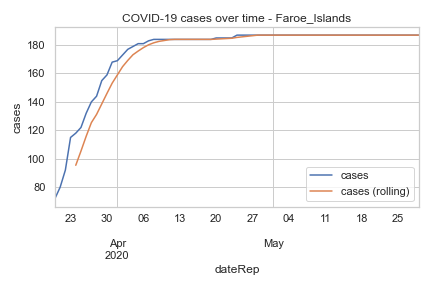 COVID-19 cases over time - Faroe_Islands
cases
180
160
140
120
100
80
cases
cases (rolling)
23 30 06 13 20 27 04 11 18 25
Apr May
2020
dateRep